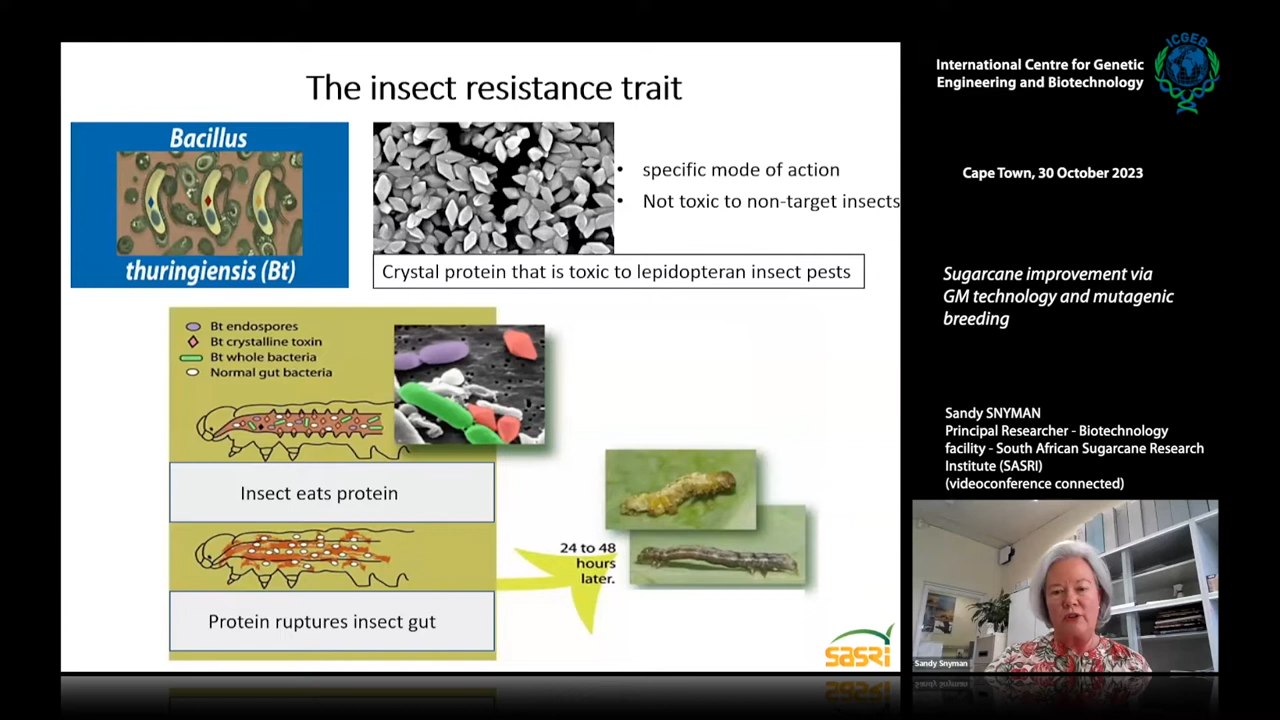 The insect resistance trait
Bacillus
thuringiensis (Bt)
• specific mode of action
• Not toxic to non-target insects
Crystal protein that is toxic to lepidopteran insect pests
Bt endospores
Bt crystalline toxin
Bt whole bacteria
Normal gut bacteria
Insect eats protein
Protein ruptures insect gut
24 to 48
hours
later.
SASRI
ICGEB
International Centre for Genetic
Engineering and Biotechnology
Cape Town, 30 October 2023
Sugarcane improvement via
GM technology and mutagenic
breeding
Sandy SNYMAN
Principal Researcher - Biotechnology
facility - South African Sugarcane Research
Institute (SASRI)
(videoconference connected)
Sandy Snyman